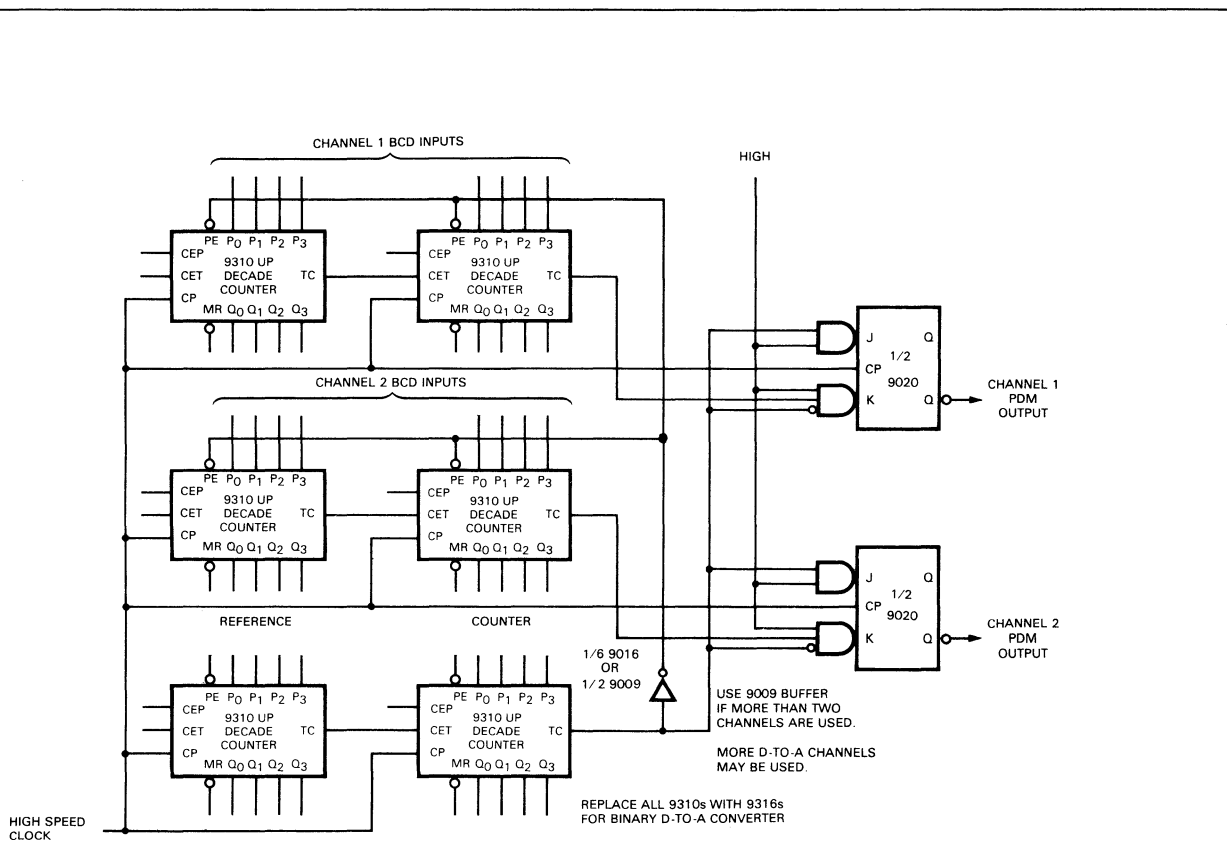 CHANNEL 1 BCD INPUTS
HIGH
PE P0 P1 P2 P3
CEP
9310 UP
CET DECADE TC
COUNTER
CP
MR Q0 Q1 Q2 Q3
PE P0 P1 P2 P3
CEP
9310 UP
CET DECADE TC
COUNTER
CP
MR Q0 Q1 Q2 Q3
J Q
1/2
CP
9020
K Q
CHANNEL 1
PDM
OUTPUT
CHANNEL 2 BCD INPUTS
PE P0 P1 P2 P3
CEP
9310 UP
CET DECADE TC
COUNTER
CP
MR Q0 Q1 Q2 Q3
PE P0 P1 P2 P3
CEP
9310 UP
CET DECADE TC
COUNTER
CP
MR Q0 Q1 Q2 Q3
J Q
1/2
CP
9020
K Q
CHANNEL 2
PDM
OUTPUT
REFERENCE COUNTER
PE P0 P1 P2 P3
CEP
9310 UP
CET DECADE TC
COUNTER
CP
MR Q0 Q1 Q2 Q3
PE P0 P1 P2 P3
CEP
9310 UP
CET DECADE TC
COUNTER
CP
MR Q0 Q1 Q2 Q3
1/6 9016
OR
1/2 9009
USE 9009 BUFFER
IF MORE THAN TWO
CHANNELS ARE USED.
MORE D-TO-A CHANNELS
MAY BE USED.
REPLACE ALL 9310s WITH 9316s
FOR BINARY D-TO-A CONVERTER
HIGH SPEED
CLOCK